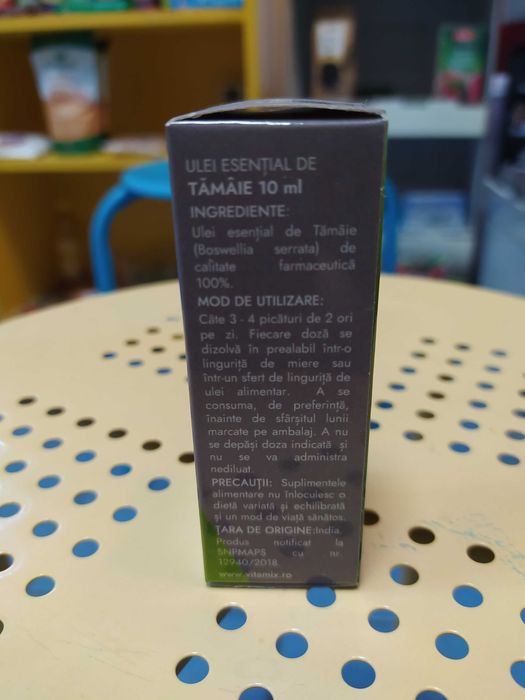 ULEI ESENȚIAL DE
TĂMÂIE 10 ml
INGREDIENTE:
Ulei esențial de Tămâie
(Boswellia serrata) de
calitate farmaceutică
100%.
MOD DE UTILIZARE:
Câte 3 - 4 picături de 2 ori
pe zi. Fiecare doză se
dizolvă în prealabil într-o
linguriță de miere sau
într-un sfert de linguriță de
ulei alimentar. A se
consuma, de preferință,
înainte de sfârșitul lunii
marcate pe ambalaj. A nu
se depăși doza indicată și
nu se va administra
nediluat.
PRECAUȚII: Suplimentele
alimentare nu înlocuiesc o
dietă variată și echilibrată
și un mod de viață sănătos.
ȚARA DE ORIGINE:India.
Produs notificat la
SNPMAPS cu nr.
12940/2018.
www.vitamix.ro